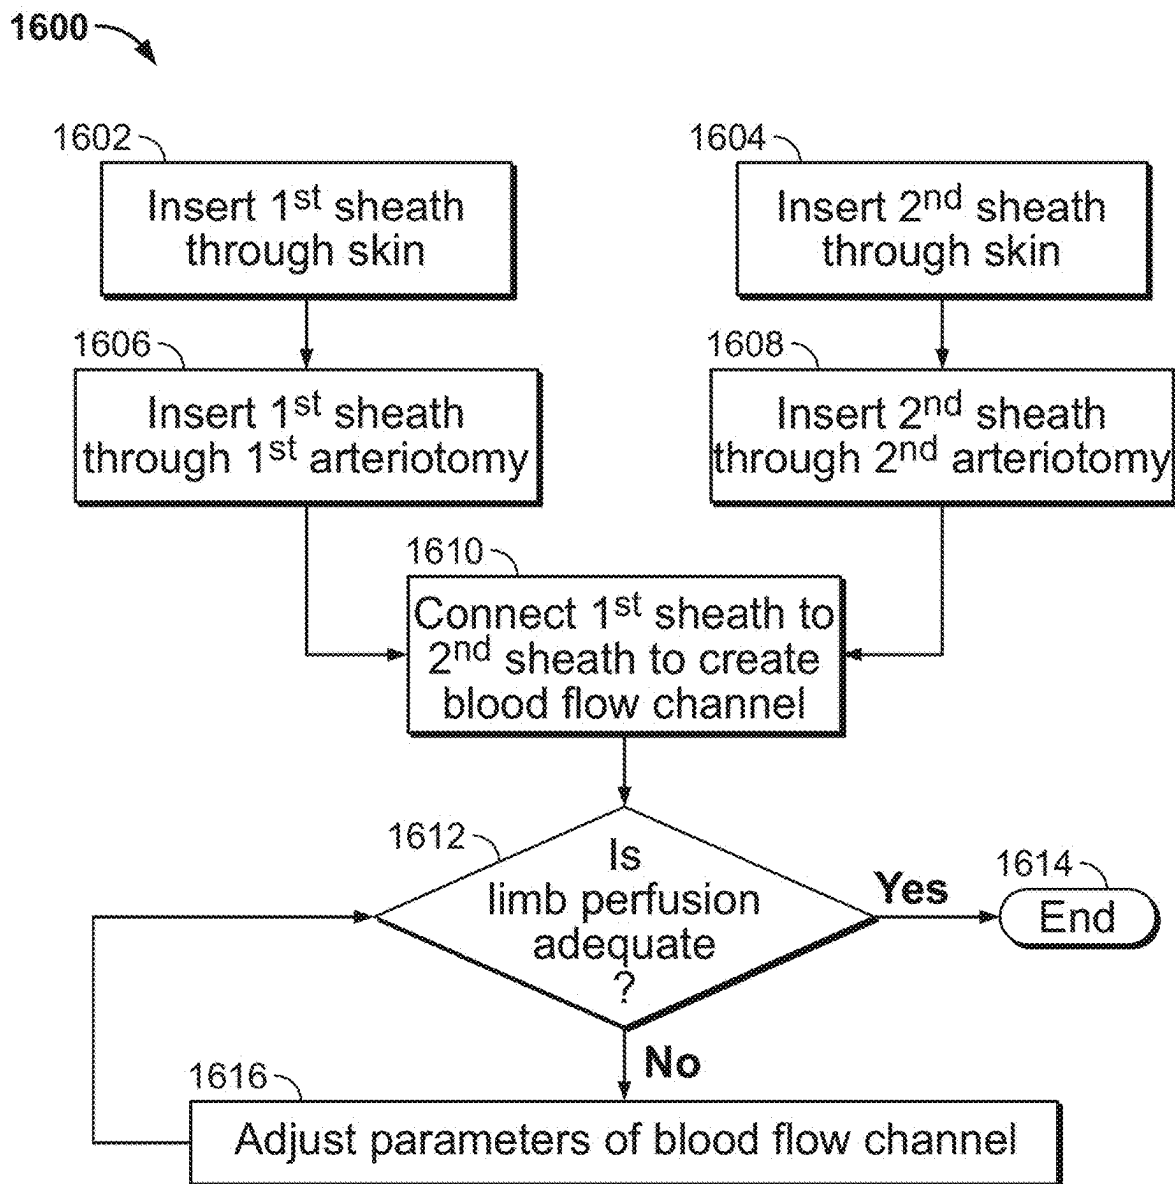 1600
1602
Insert 1st sheath
through skin
1604
Insert 2nd sheath
through skin
1606
Insert 1st sheath
through 1st arteriotomy
1608
Insert 2nd sheath
through 2nd arteriotomy
1610
Connect 1st sheath to
2nd sheath to create
blood flow channel
1612
Is
limb perfusion
adequate
?
Yes
1614
End
No
1616
Adjust parameters of blood flow channel